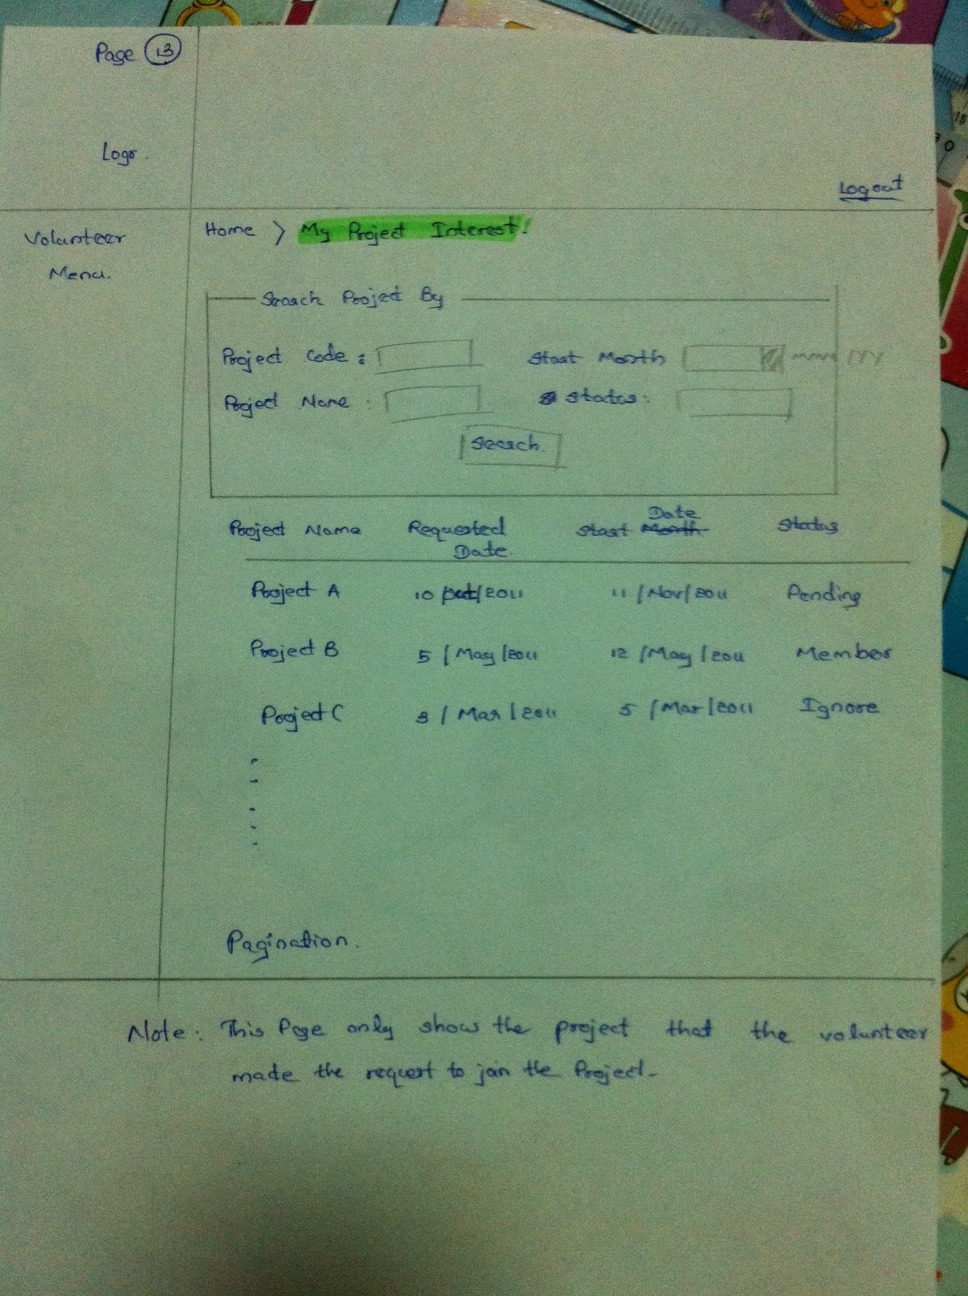 Page 13
Logo.
Logout
Volunteer
Menu.
Home > My Project Interest.
Search Project By
Project Code : Start Month
Project Name : Status:
Search
Project Name Requested Date. Start Month Date Status
Project A 10 /Oct/2011 11 /Nov/2011 Pending
Project B 5 / May /2011 12 /May /2011 Member
Project C 3 / Mar /2011 5 /Mar /2011 Ignore
Pagination.
Note : This Page only show the project that the volunteer
made the request to join the Project.